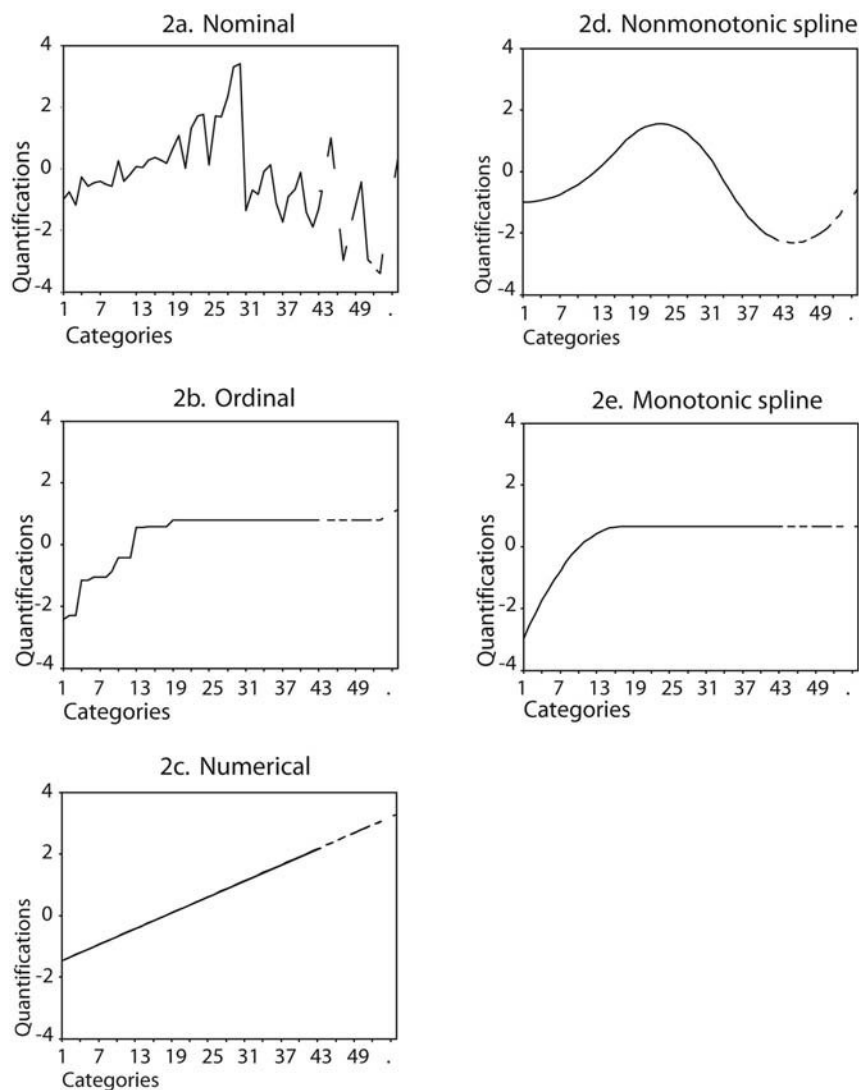 2a. Nominal
4
2
0
-2
-4
Quantifications
1 7 13 19 25 31 37 43 49 .
Categories
2d. Nonmonotonic spline
4
2
0
-2
-4
Quantifications
1 7 13 19 25 31 37 43 49 .
Categories
2b. Ordinal
4
2
0
-2
-4
Quantifications
1 7 13 19 25 31 37 43 49 .
Categories
2e. Monotonic spline
4
2
0
-2
-4
Quantifications
1 7 13 19 25 31 37 43 49 .
Categories
2c. Numerical
4
2
0
-2
-4
Quantifications
1 7 13 19 25 31 37 43 49 .
Categories